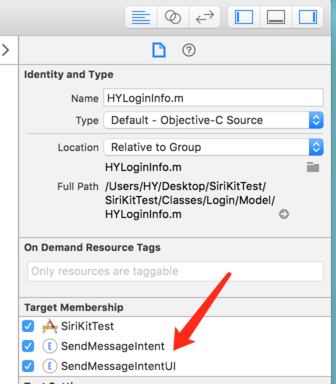 Identity and Type
Name HYLoginInfo.m
Type Default - Objective-C Source
Location Relative to Group
HYLoginInfo.m
Full Path /Users/HY/Desktop/SiriKitTest/
SiriKitTest/Classes/Login/Model/
HYLoginInfo.m
On Demand Resource Tags
Only resources are taggable
Target Membership
SiriKitTest
E SendMessageIntent
E SendMessageIntentUI